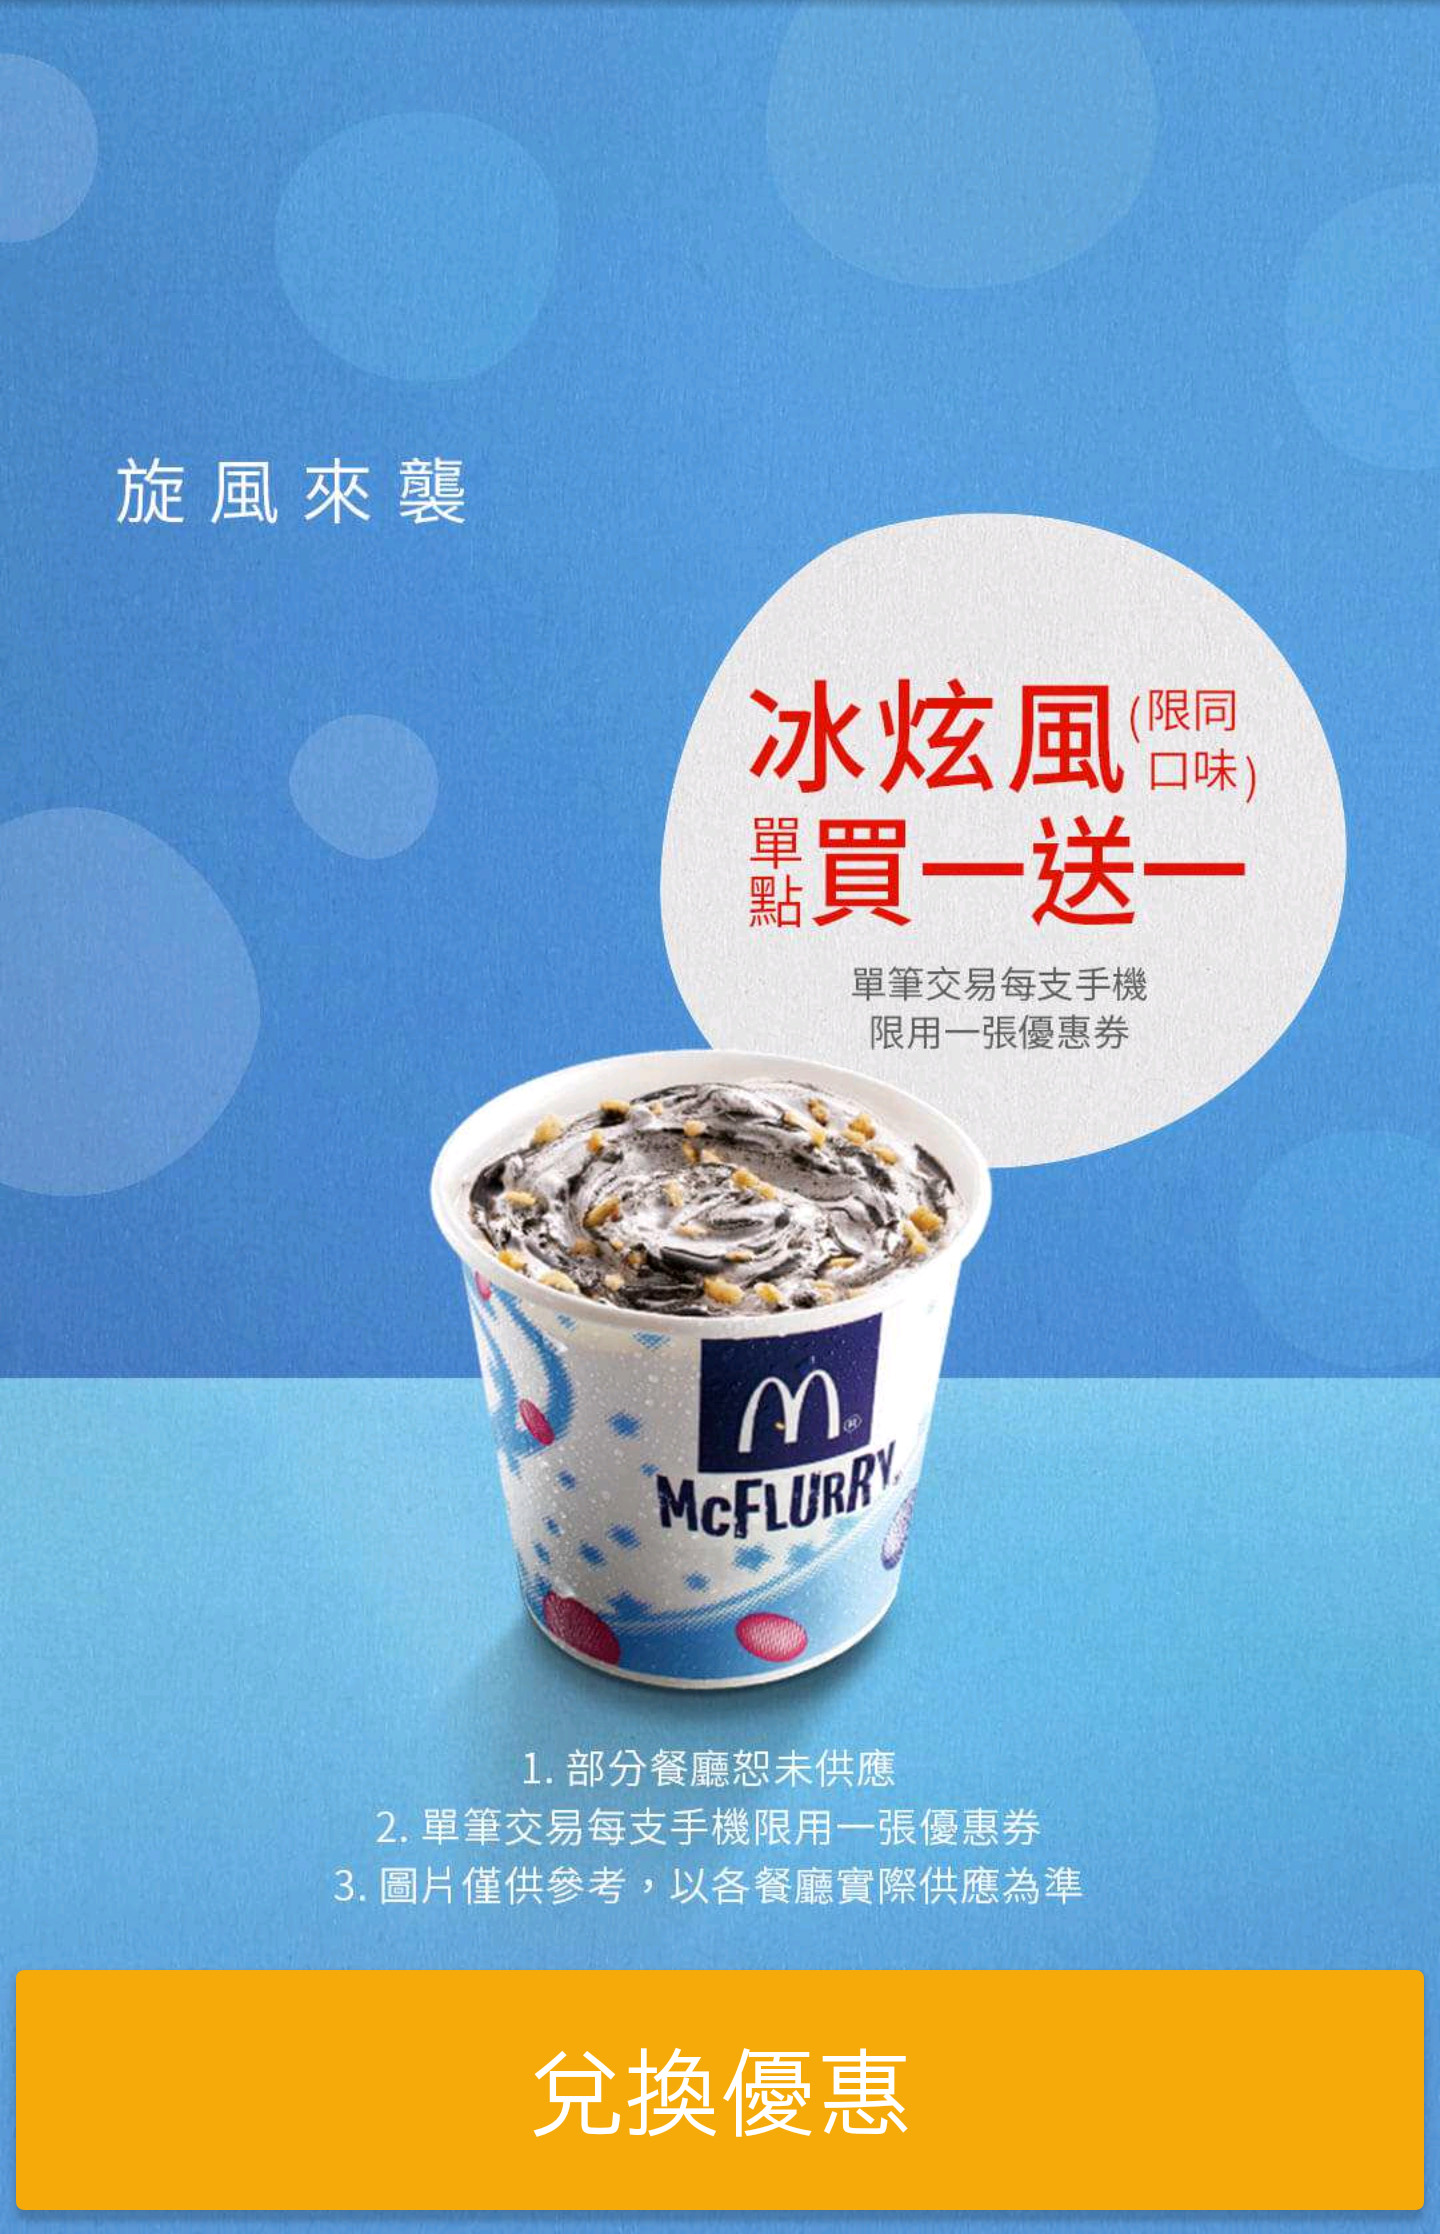 旋風來襲
冰炫風(限同口味)
單點買一送一
單筆交易每支手機
限用一張優惠券
M®
McFLURRY®
1. 部分餐廳恕未供應
2. 單筆交易每支手機限用一張優惠券
3. 圖片僅供參考，以各餐廳實際供應為準
兌換優惠